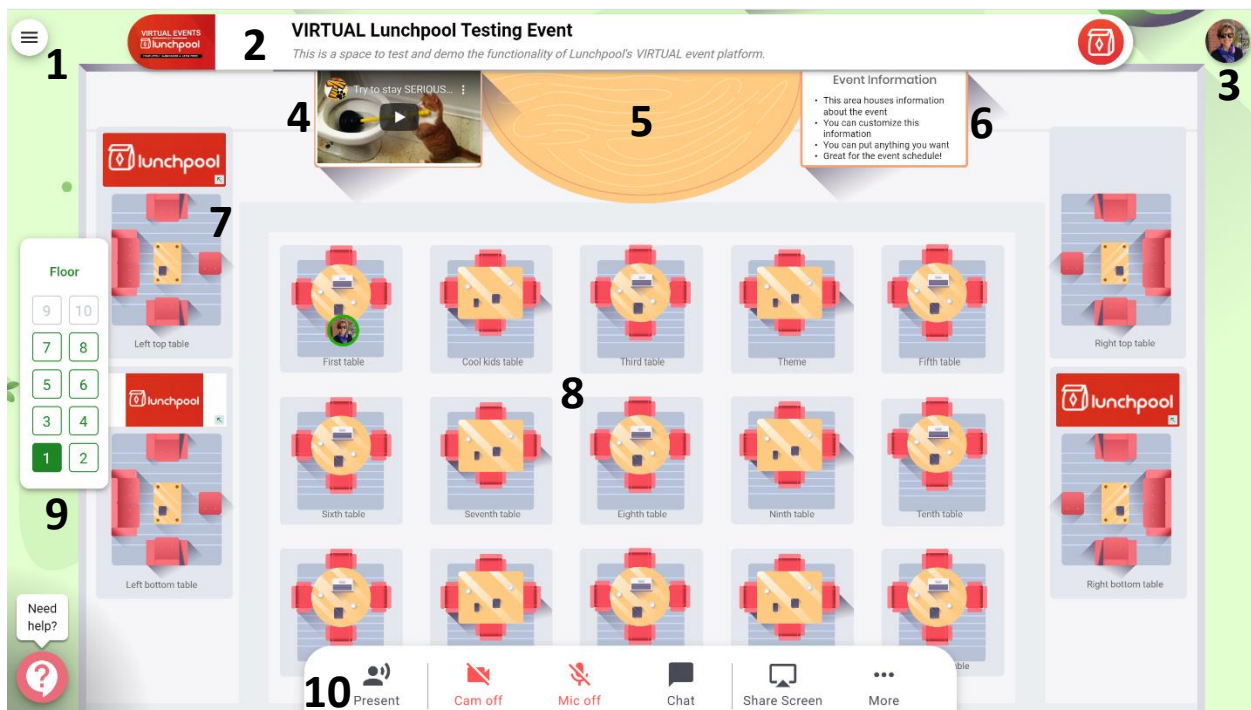 1
VIRTUAL EVENTS
lunchpool
2
VIRTUAL Lunchpool Testing Event
This is a space to test and demo the functionality of Lunchpool's VIRTUAL event platform.
3
4
Try to stay SERIOUS...
5
Event Information
• This area houses information
about the event
• You can customize this
information
• You can put anything you want
• Great for the event schedule!
6
lunchpool
7
Left top table
Right top table
First table
Cool kids table
Third table
Theme
Fifth table
8
Floor
9 10
7 8
5 6
3 4
1 2
9
lunchpool
Left bottom table
lunchpool
Right bottom table
Sixth table
Seventh table
Eighth table
Ninth table
Tenth table
Need
help?
?
10
Present
Cam off
Mic off
Chat
Share Screen
More